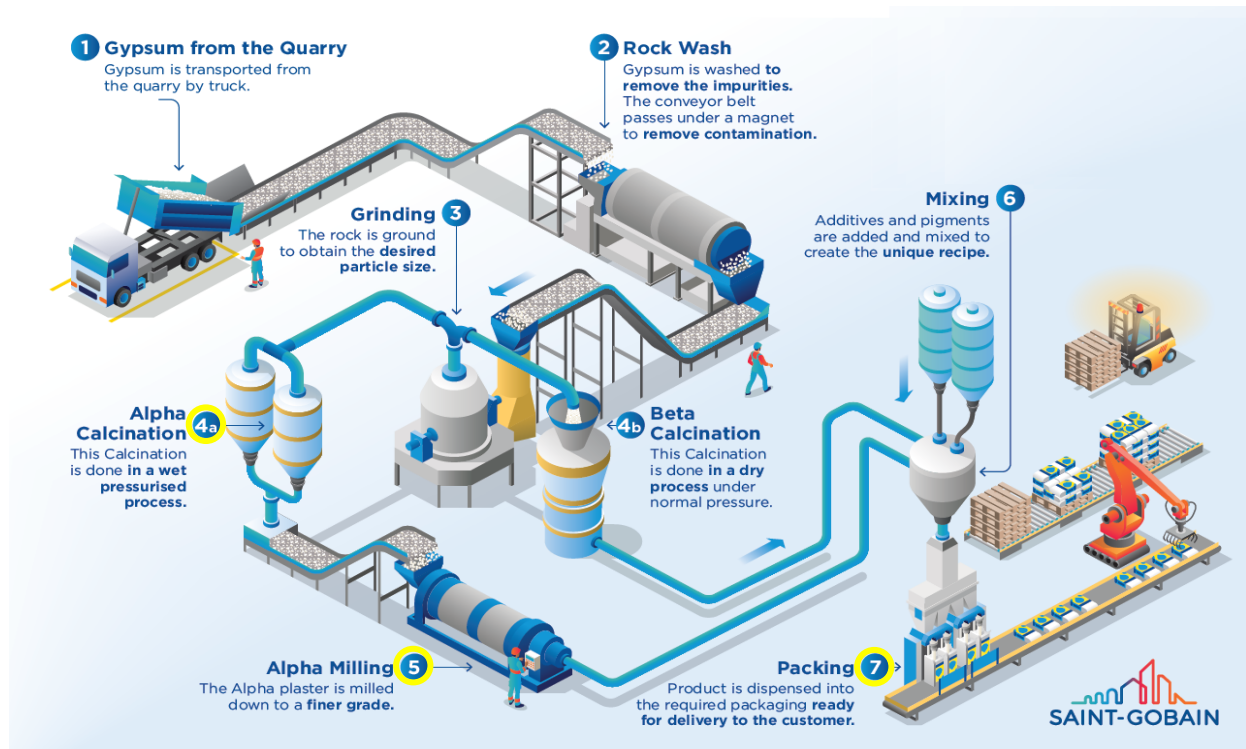 1 Gypsum from the Quarry
Gypsum is transported from
the quarry by truck.
2 Rock Wash
Gypsum is washed to
remove the impurities.
The conveyor belt
passes under a magnet
to remove contamination.
Grinding 3
The rock is ground
to obtain the desired
particle size.
Alpha
Calcination 4a
This Calcination
is done in a wet
pressurised
process.
4b Beta
Calcination
This Calcination
is done in a dry
process under
normal pressure.
Alpha Milling 5
The Alpha plaster is milled
down to a finer grade.
Mixing 6
Additives and pigments
are added and mixed to
create the unique recipe.
Packing 7
Product is dispensed into
the required packaging ready
for delivery to the customer.
SAINT-GOBAIN